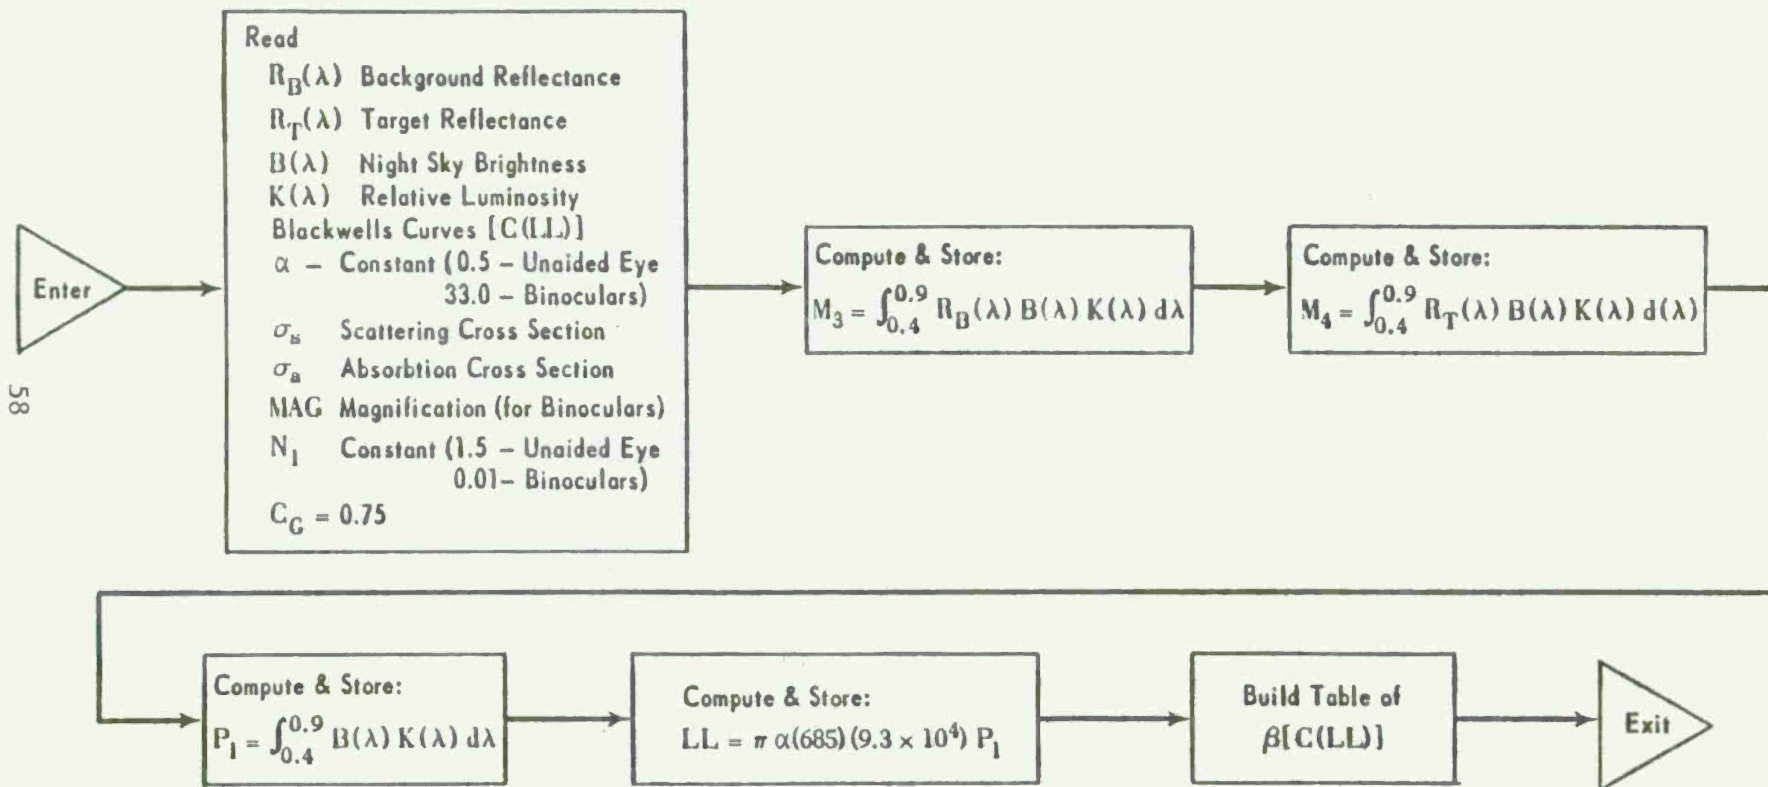 Enter
Read
R_B(λ) Background Reflectance
R_T(λ) Target Reflectance
B(λ) Night Sky Brightness
K(λ) Relative Luminosity
Blackwells Curves [C(LL)]
α – Constant (0.5 – Unaided Eye
33.0 – Binoculars)
σ_s Scattering Cross Section
σ_a Absorbtion Cross Section
MAG Magnification (for Binoculars)
N_1 Constant (1.5 – Unaided Eye
0.01– Binoculars)
C_G = 0.75
Compute & Store:
M_3 = ∫_{0.4}^{0.9} R_B(λ) B(λ) K(λ) dλ
Compute & Store:
M_4 = ∫_{0.4}^{0.9} R_T(λ) B(λ) K(λ) d(λ)
Compute & Store:
P_1 = ∫_{0.4}^{0.9} B(λ) K(λ) dλ
Compute & Store:
LL = π α(685) (9.3 × 10^4) P_1
Build Table of
β[C(LL)]
Exit
58